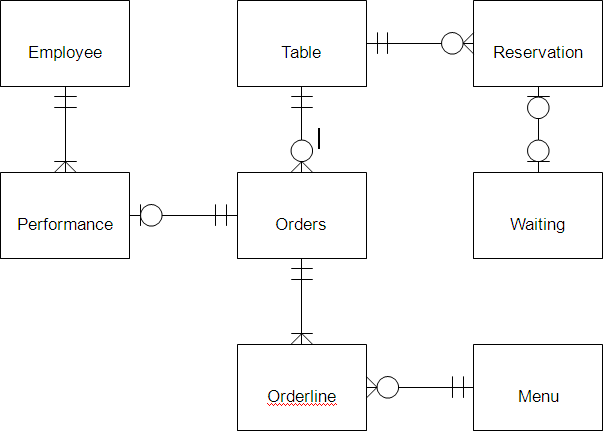 Employee
Table
Reservation
Performance
Orders
Waiting
Orderline
Menu